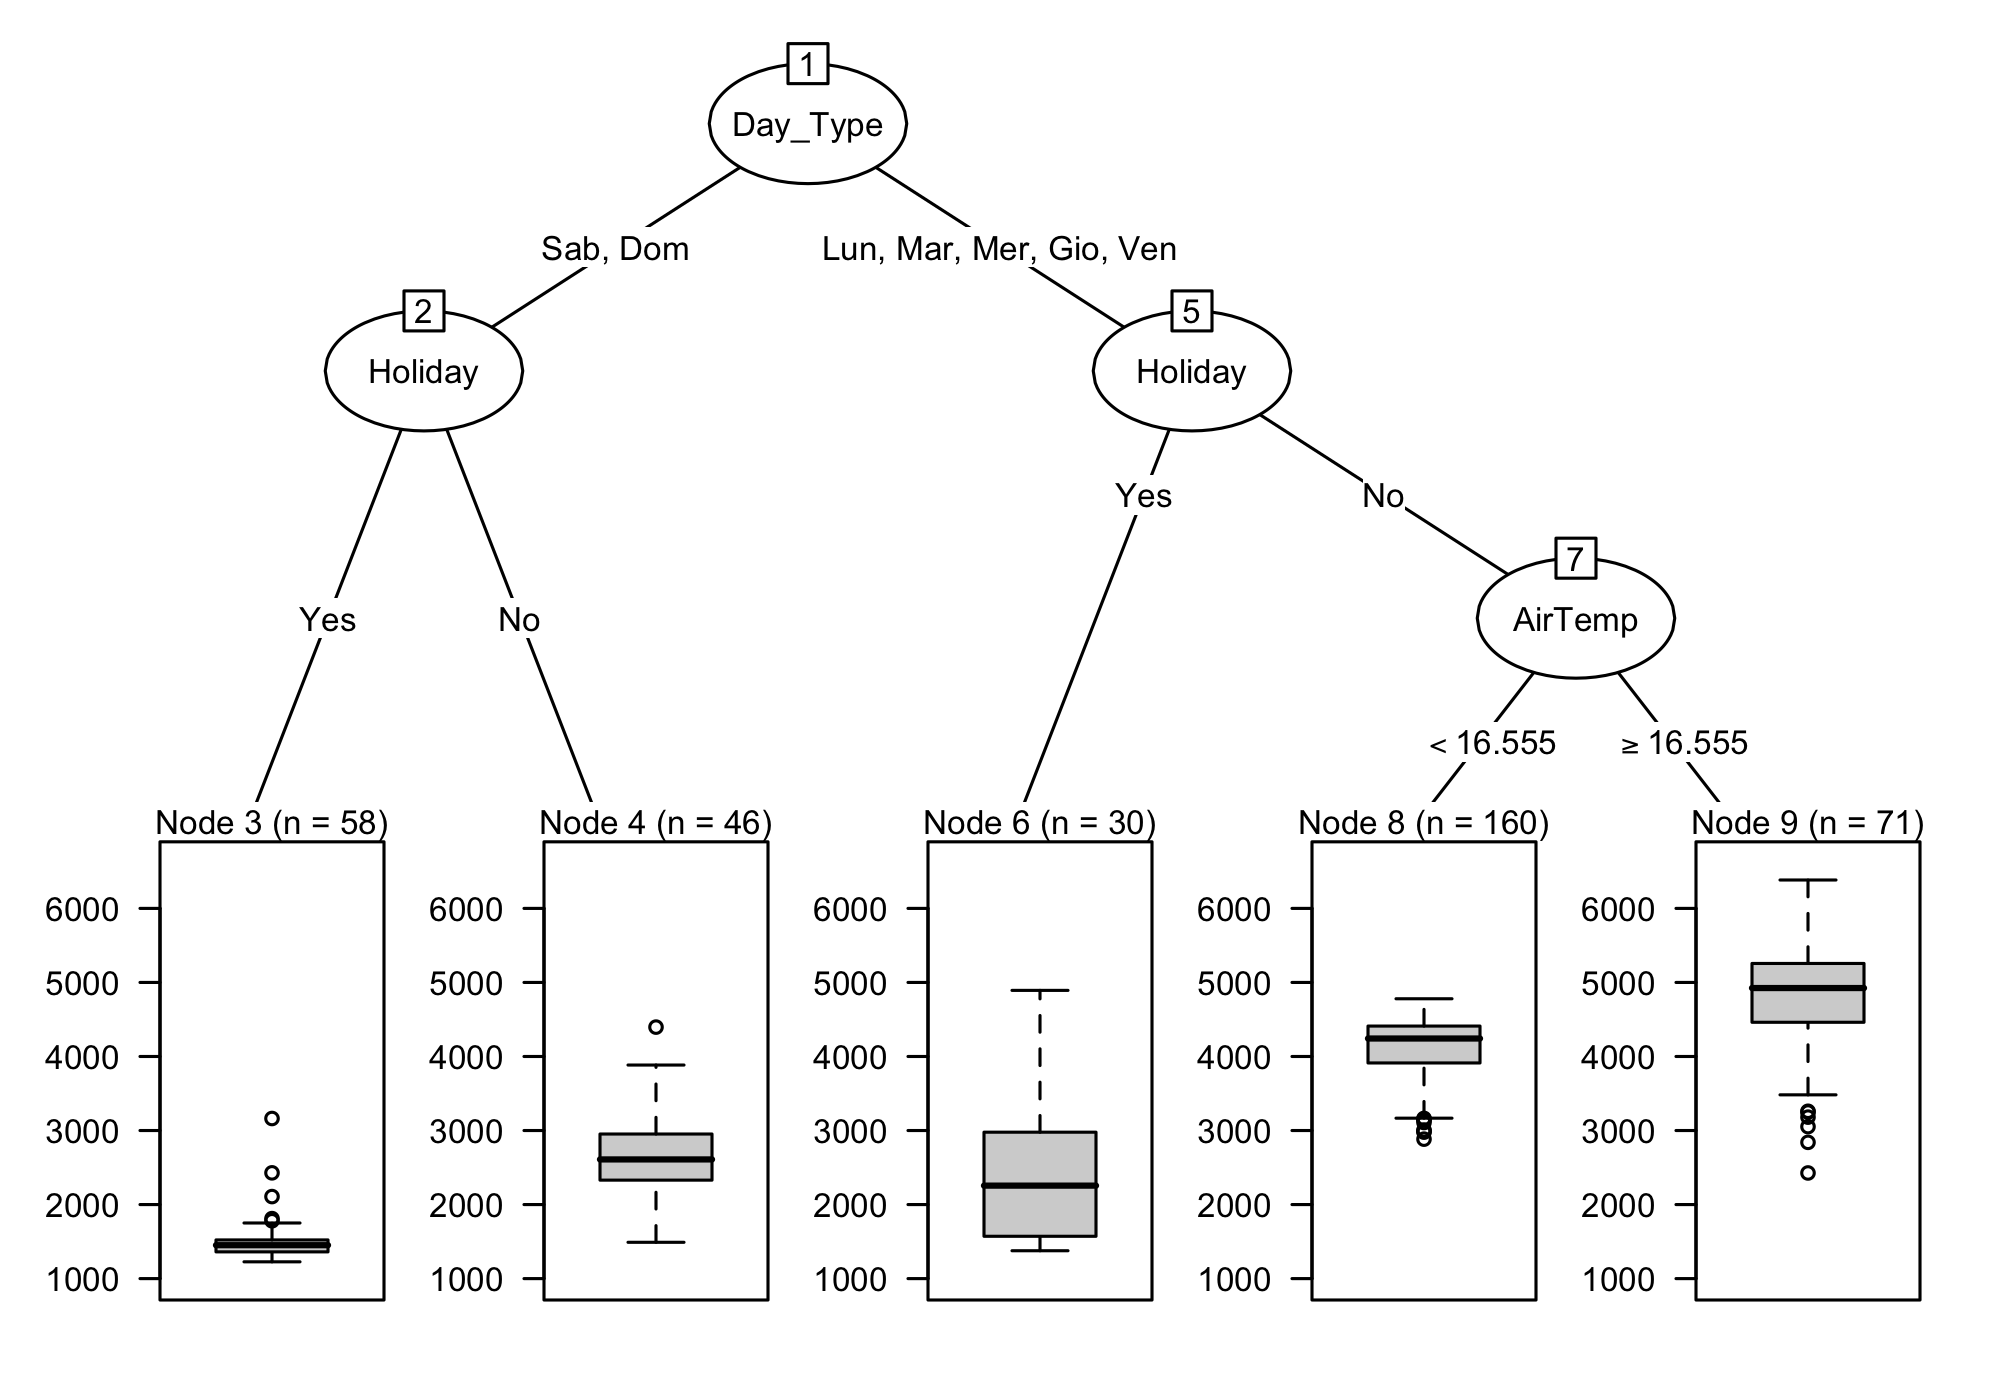 1
Day_Type
Sab, Dom
Lun, Mar, Mer, Gio, Ven
2
Holiday
5
Holiday
Yes
No
7
AirTemp
Yes
No
< 16.555
≥ 16.555
Node 3 (n = 58)
6000
5000
4000
3000
2000
1000
Node 4 (n = 46)
6000
5000
4000
3000
2000
1000
Node 6 (n = 30)
6000
5000
4000
3000
2000
1000
Node 8 (n = 160)
6000
5000
4000
3000
2000
1000
Node 9 (n = 71)
6000
5000
4000
3000
2000
1000